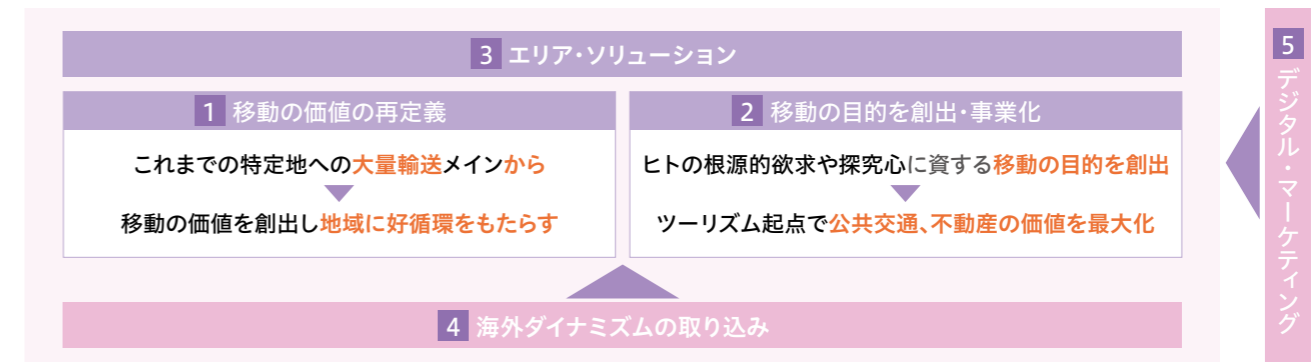 3 エリア・ソリューション
1 移動の価値の再定義
これまでの特定地への大量輸送メインから
移動の価値を創出し地域に好循環をもたらす
2 移動の目的を創出・事業化
ヒトの根源的欲求や探究心に資する移動の目的を創出
ツーリズム起点で公共交通、不動産の価値を最大化
4 海外ダイナミズムの取り込み
5 デジタル・マーケティング